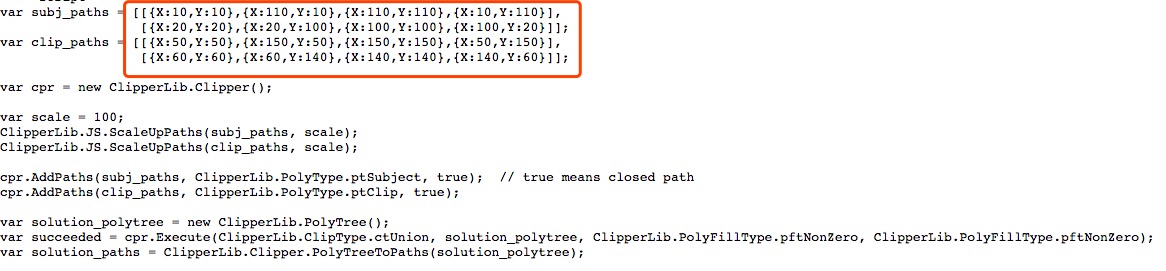 var subj_paths = [[{X:10,Y:10},{X:110,Y:10},{X:110,Y:110},{X:10,Y:110}],
[{X:20,Y:20},{X:20,Y:100},{X:100,Y:100},{X:100,Y:20}]];
var clip_paths = [[{X:50,Y:50},{X:150,Y:50},{X:150,Y:150},{X:50,Y:150}],
[{X:60,Y:60},{X:60,Y:140},{X:140,Y:140},{X:140,Y:60}]];
var cpr = new ClipperLib.Clipper();
var scale = 100;
ClipperLib.JS.ScaleUpPaths(subj_paths, scale);
ClipperLib.JS.ScaleUpPaths(clip_paths, scale);
cpr.AddPaths(subj_paths, ClipperLib.PolyType.ptSubject, true);  // true means closed path
cpr.AddPaths(clip_paths, ClipperLib.PolyType.ptClip, true);
var solution_polytree = new ClipperLib.PolyTree();
var succeeded = cpr.Execute(ClipperLib.ClipType.ctUnion, solution_polytree, ClipperLib.PolyFillType.pftNonZero, ClipperLib.PolyFillType.pftNonZero);
var solution_paths = ClipperLib.Clipper.PolyTreeToPaths(solution_polytree);